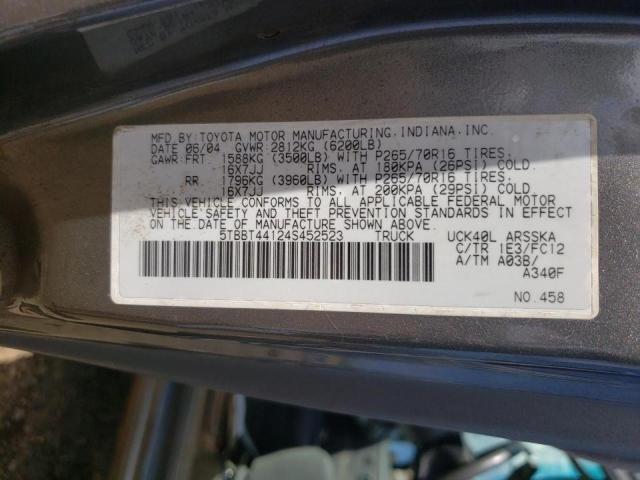 MFD.BY:TOYOTA MOTOR MANUFACTURING,INDIANA,INC.
DATE 06/04 GVWR:2812KG (6200LB)
GAWR:FRT 1588KG (3500LB) WITH P265/70R16 TIRES,
16X7JJ RIMS, AT 180KPA (26PSI) COLD.
RR 1796KG (3960LB) WITH P265/70R16 TIRES,
16X7JJ RIMS, AT 200KPA (29PSI) COLD.
THIS VEHICLE CONFORMS TO ALL APPLICABLE FEDERAL MOTOR
VEHICLE SAFETY STANDARDS IN EFFECT
ON THE DATE OF MANUFACTURE SHOWN ABOVE.
5TBBT44124S452523 TRUCK UCK40L ARSSKA
C/TR 1E3/FC12
A/TM A03B/
A340F
NO.458